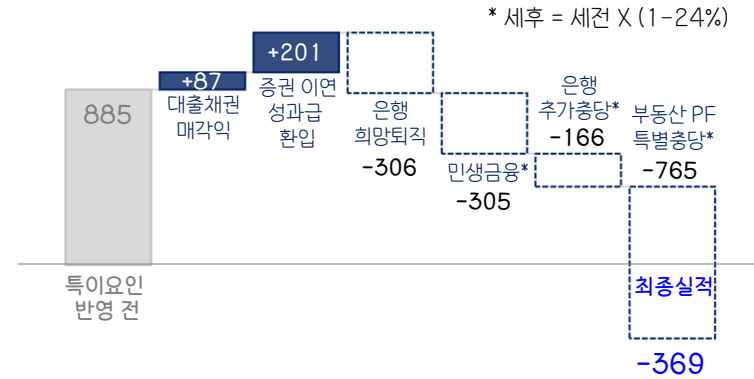 * 세후 = 세전 X (1-24%)
885
특이요인
반영 전
+87
대출채권
매각익
+201
증권 이연
성과급
환입
은행
희망퇴직
-306
민생금융*
-305
은행
추가충당*
-166
부동산 PF
특별충당*
-765
최종실적
-369